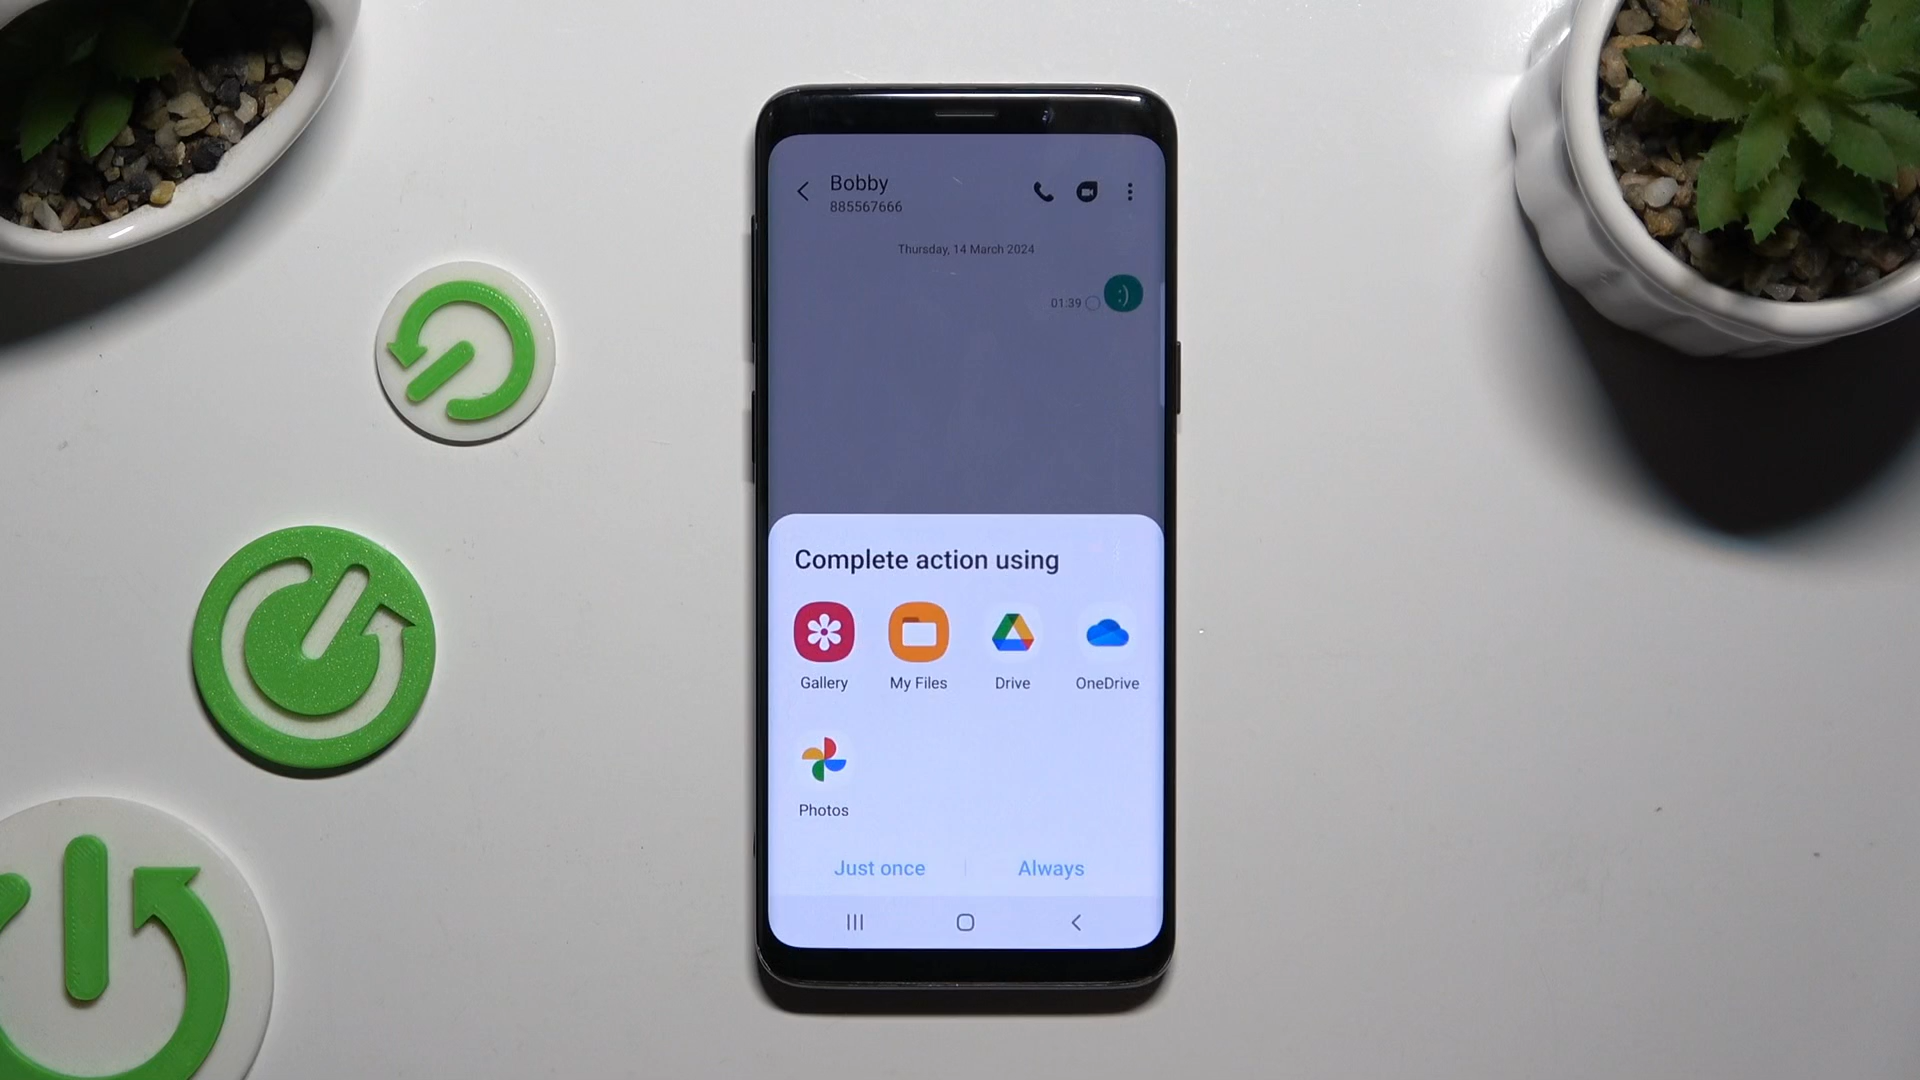 Bobby
885567666
Thursday, 14 March 2024
01:39
:)
Complete action using
Gallery
My Files
Drive
OneDrive
Photos
Just once
Always